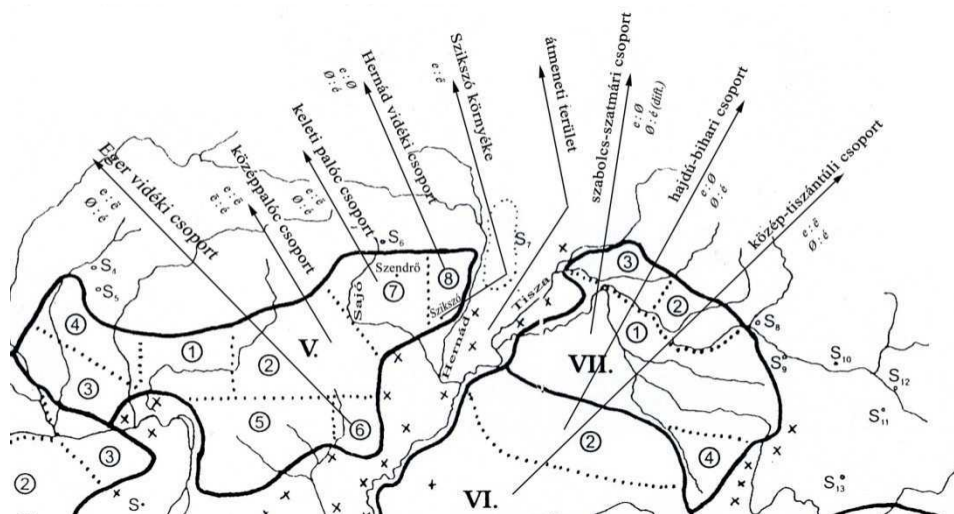 Eger vidéki csoport
e : ë
Ø : é
középpalóc csoport
e : ë
ë : é
keleti palóc csoport
e : ë
Ø : é
Hernád vidéki csoport
e : Ø
Ø : é
Szikszó környéke
e : ë
átmeneti terület
szabolcs-szatmári csoport
e : Ø
Ø : é (dift.)
hajdú-bihari csoport
e : Ø
Ø : é
közép-tiszántúli csoport
e : ë
Ø : é
S4
S5
S6
S7
S8
S9
S10
S11
S12
S13
S
Szendrő
Sajó
Szikszó
Hernád
Tisza
V.
VI.
VII.
4
1
2
3
5
6
7
8
3
2
1
2
4
3
2